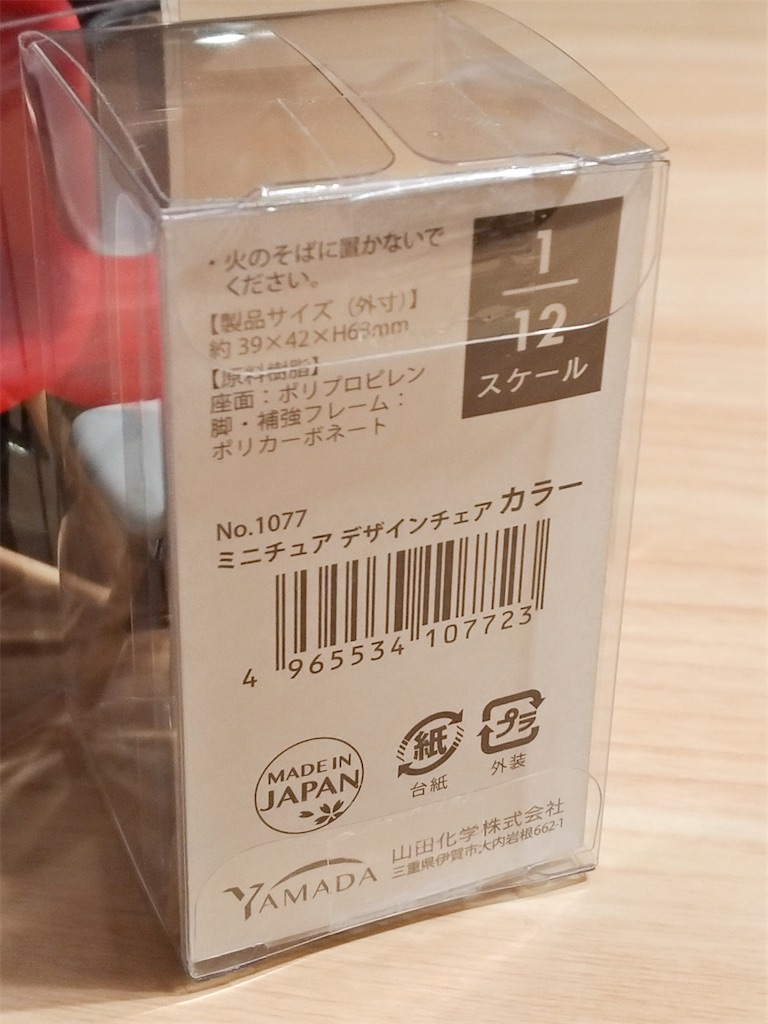 ・火のそばに置かないで
ください。
【製品サイズ（外寸）】
約 39×42×H63mm
【原料樹脂】
座面：ポリプロピレン
脚・補強フレーム：
ポリカーボネート
1
12
スケール
No.1077
ミニチュア デザインチェア カラー
4 965534 107723
MADE IN
JAPAN
紙
台紙
プラ
外装
YAMADA
山田化学株式会社
三重県伊賀市大内岩根662-1